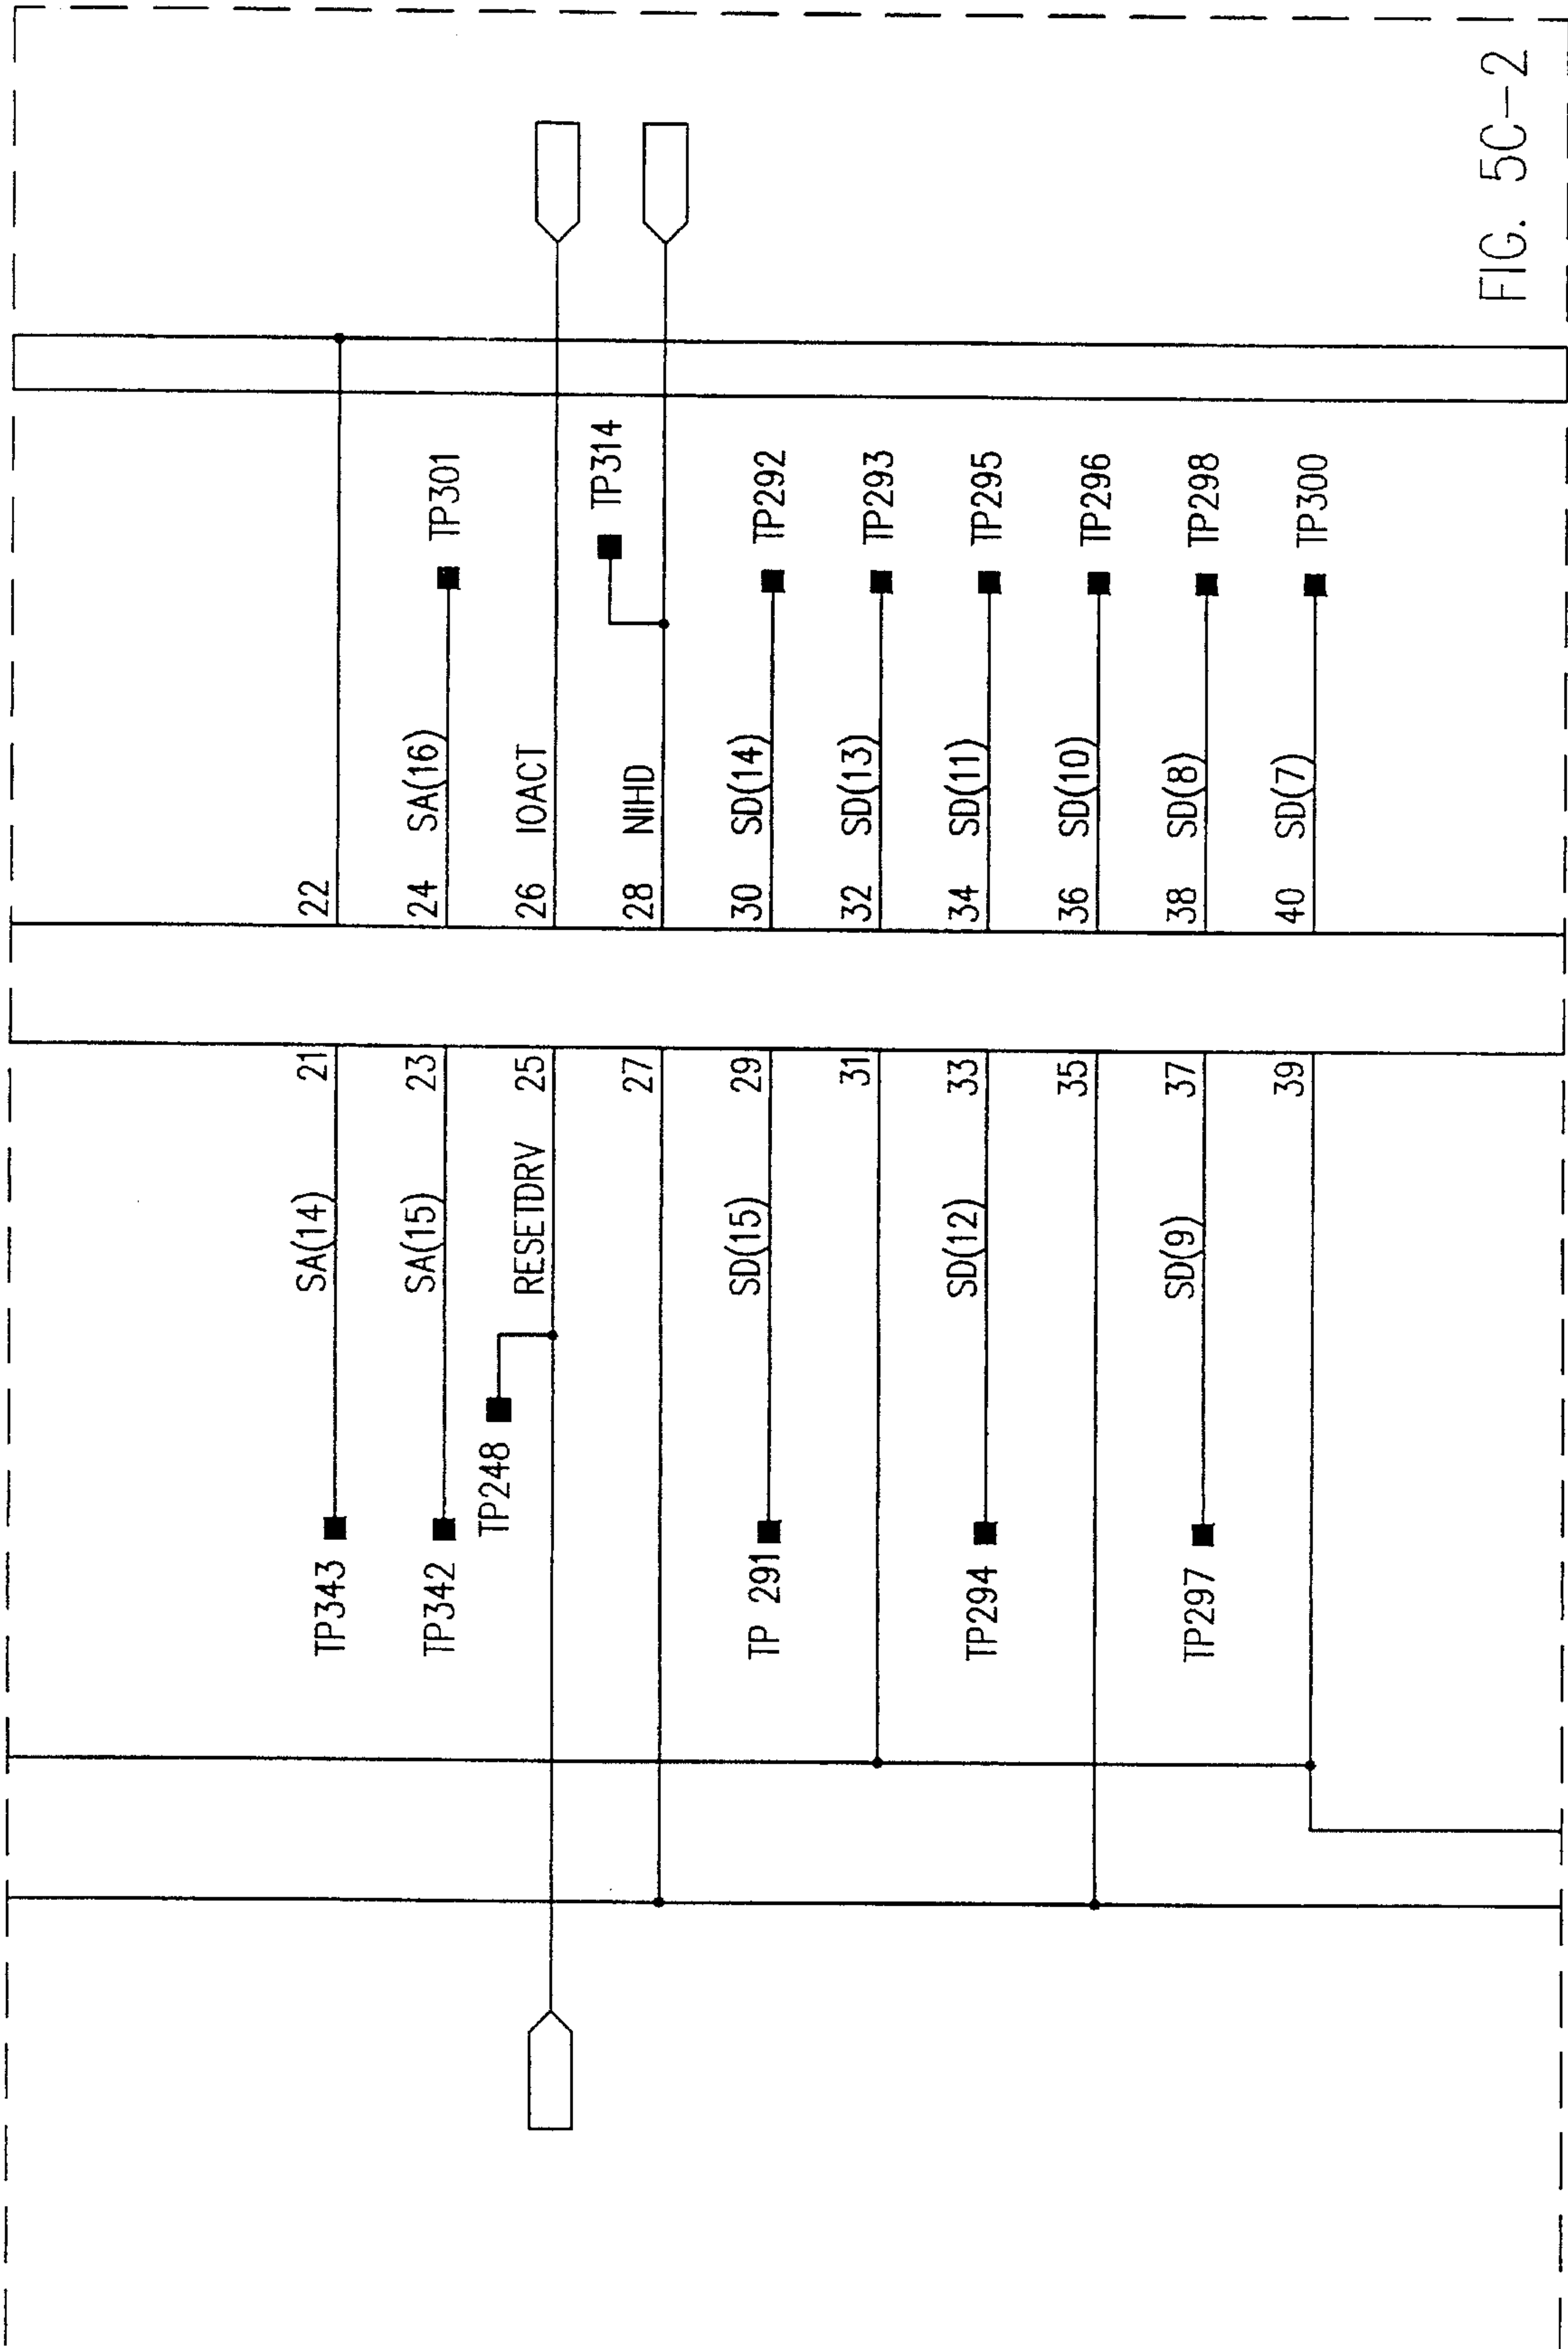 22
TP343 SA(14) 21
24 SA(16) TP301
TP342 SA(15) 23
26 IOACT
TP248
RESETDRV 25
TP314
28 NIHD
27
30 SD(14) TP292
TP 291 SD(15) 29
32 SD(13) TP293
31
34 SD(11) TP295
TP294 SD(12) 33
36 SD(10) TP296
35
38 SD(8) TP298
TP297 SD(9) 37
40 SD(7) TP300
39
FIG. 5C-2